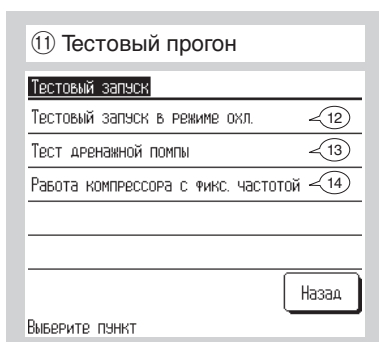 ⑪ Тестовый прогон
Тестовый запуск
Тестовый запуск в режиме охл. 12
Тест дренажной помпы 13
Работа компрессора с фикс. частотой 14
Назад
Выберите пункт